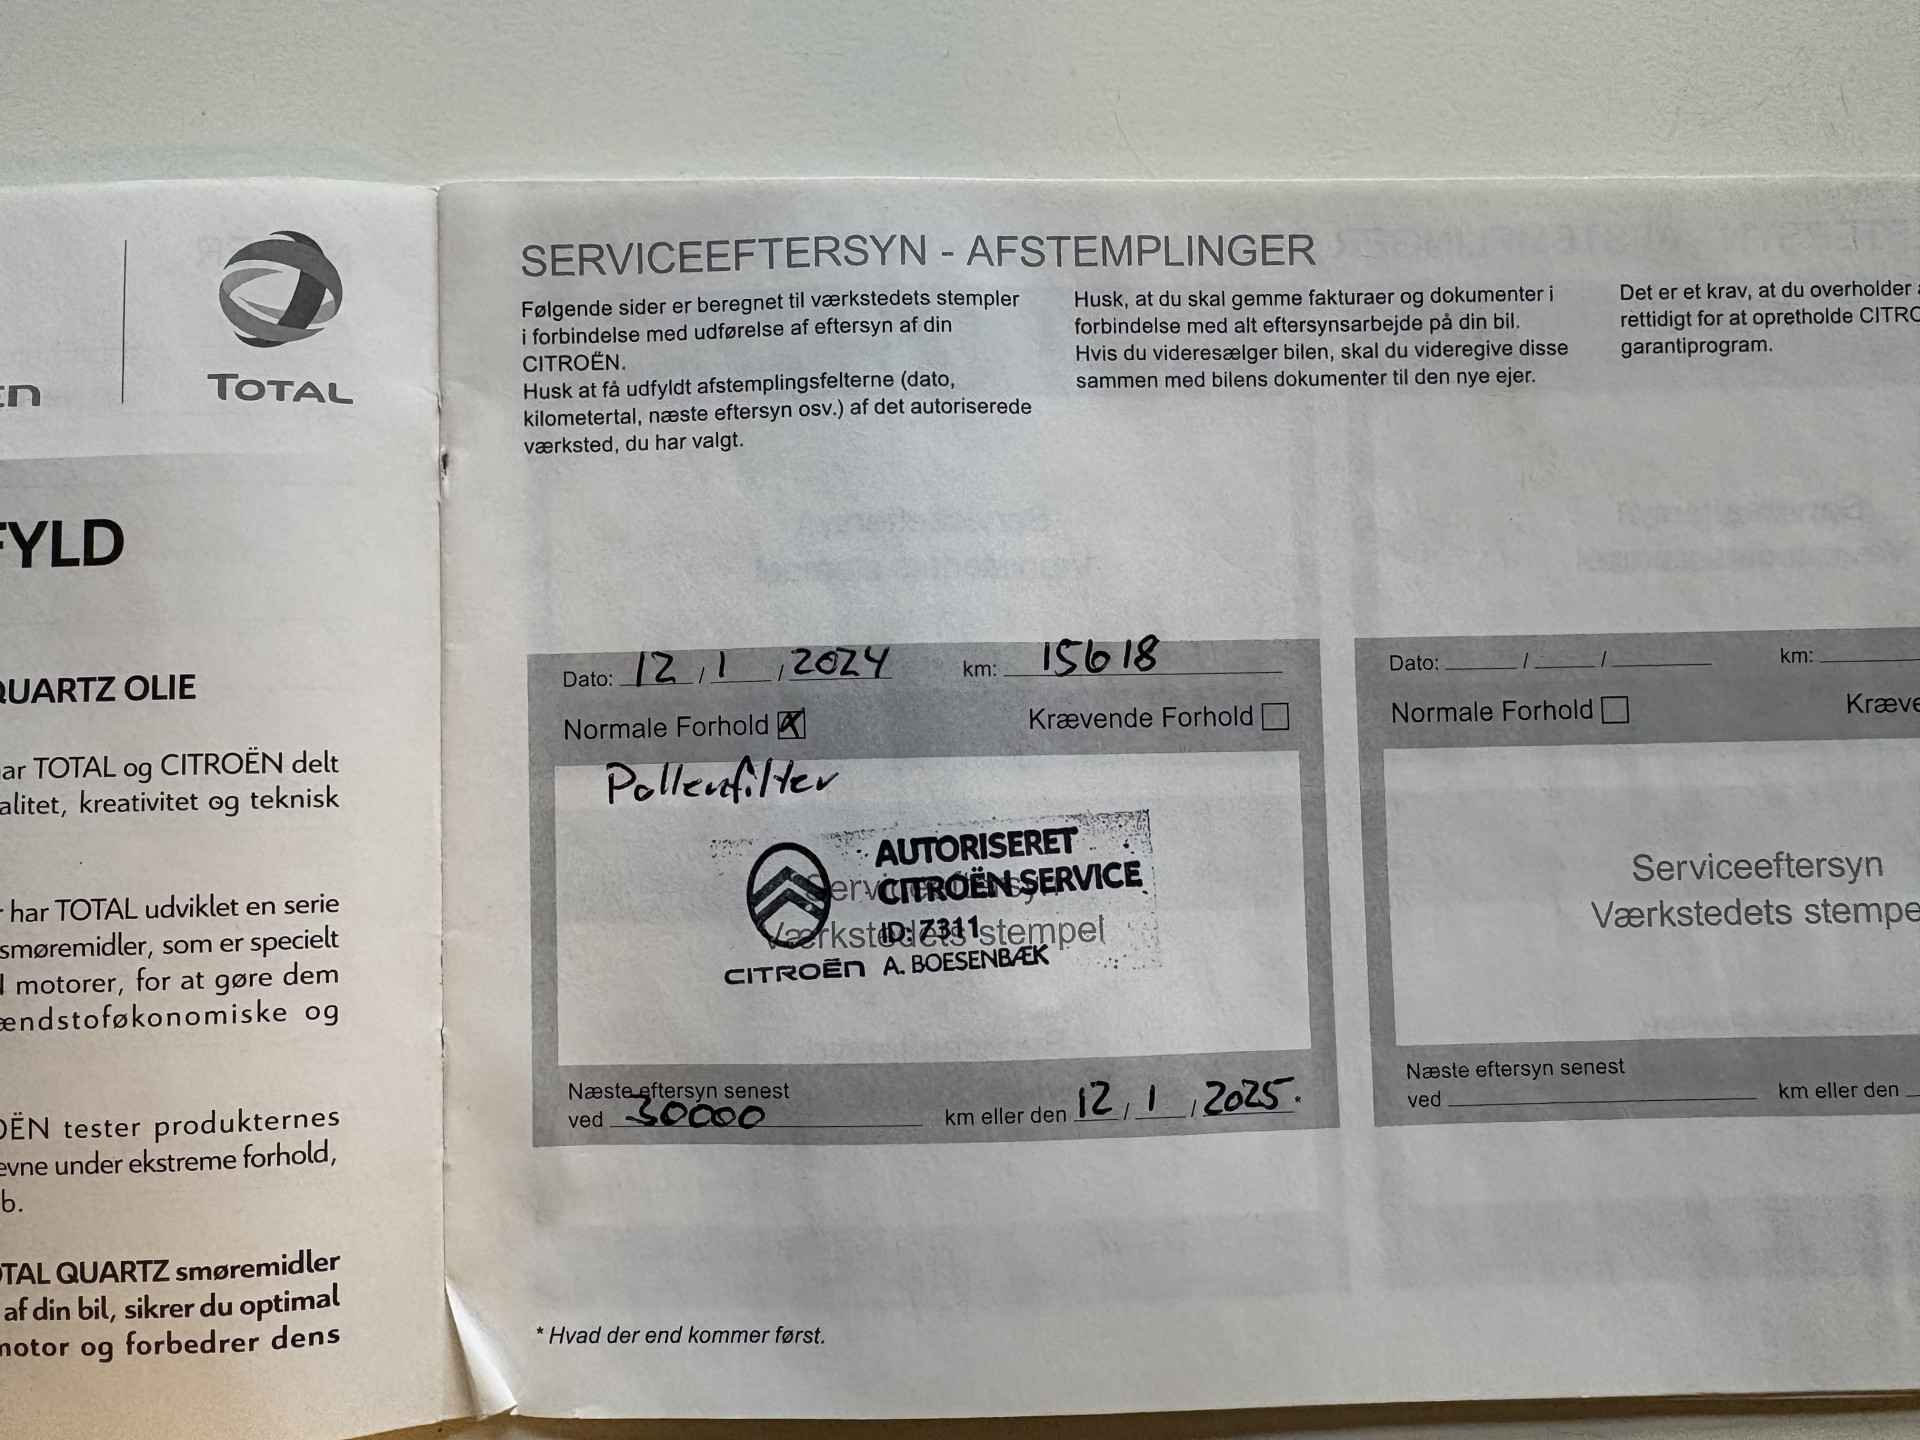 TOTAL
FYLD
QUARTZ OLIE
ar TOTAL og CITROËN delt
alitet, kreativitet og teknisk
har TOTAL udviklet en serie
smøremidler, som er specielt
motorer, for at gøre dem
ændstoføkonomiske og
ËN tester produkternes
evne under ekstreme forhold,
b.
TAL QUARTZ smøremidler
af din bil, sikrer du optimal
motor og forbedrer dens
SERVICEEFTERSYN - AFSTEMPLINGER
Følgende sider er beregnet til værkstedets stempler
i forbindelse med udførelse af eftersyn af din
CITROËN.
Husk at få udfyldt afstemplingsfelterne (dato,
kilometertal, næste eftersyn osv.) af det autoriserede
værksted, du har valgt.
Husk, at du skal gemme fakturaer og dokumenter i
forbindelse med alt eftersynsarbejde på din bil.
Hvis du videresælger bilen, skal du videregive disse
sammen med bilens dokumenter til den nye ejer.
Det er et krav, at du overholder
rettidigt for at opretholde CITRO
garantiprogram.
Dato: 12 / 1 / 2024 km: 15618
Normale Forhold X Krævende Forhold
Pollenfilter
AUTORISERET
CITROËN SERVICE
ID: 7311
CITROËN A. BOESENBÆK
Serviceeftersyn
Værkstedets stempel
Næste eftersyn senest
ved 30000 km eller den 12 / 1 / 2025 *
Dato: / / km:
Normale Forhold Kræve
Serviceeftersyn
Værkstedets stempe
Næste eftersyn senest
ved km eller den
* Hvad der end kommer først.